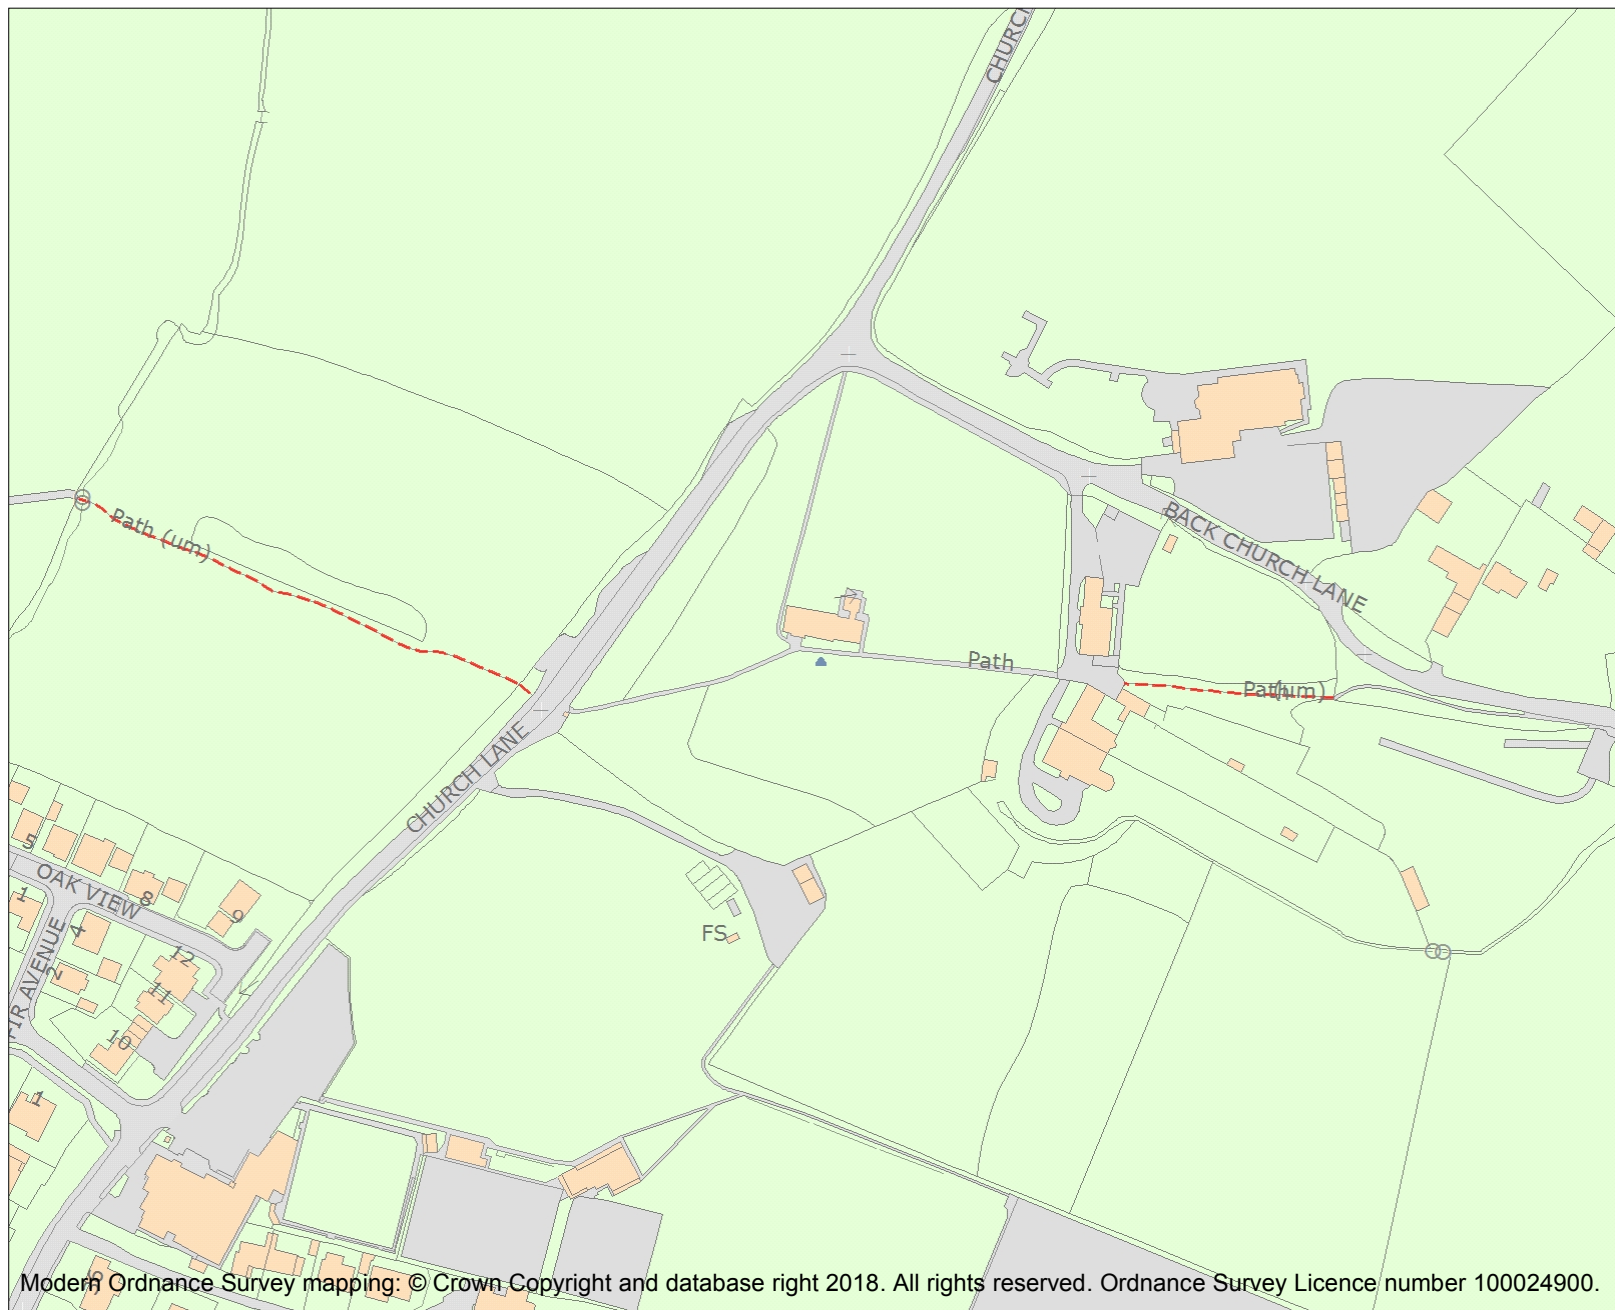 CHURCH
Path (um)
BACK CHURCH LANE
Path
Path (um)
CHURCH LANE
5
OAK VIEW
8
9
1
4
FS
12
2
11
FIR AVENUE
10
1
Modern Ordnance Survey mapping: © Crown Copyright and database right 2018. All rights reserved. Ordnance Survey Licence number 100024900.